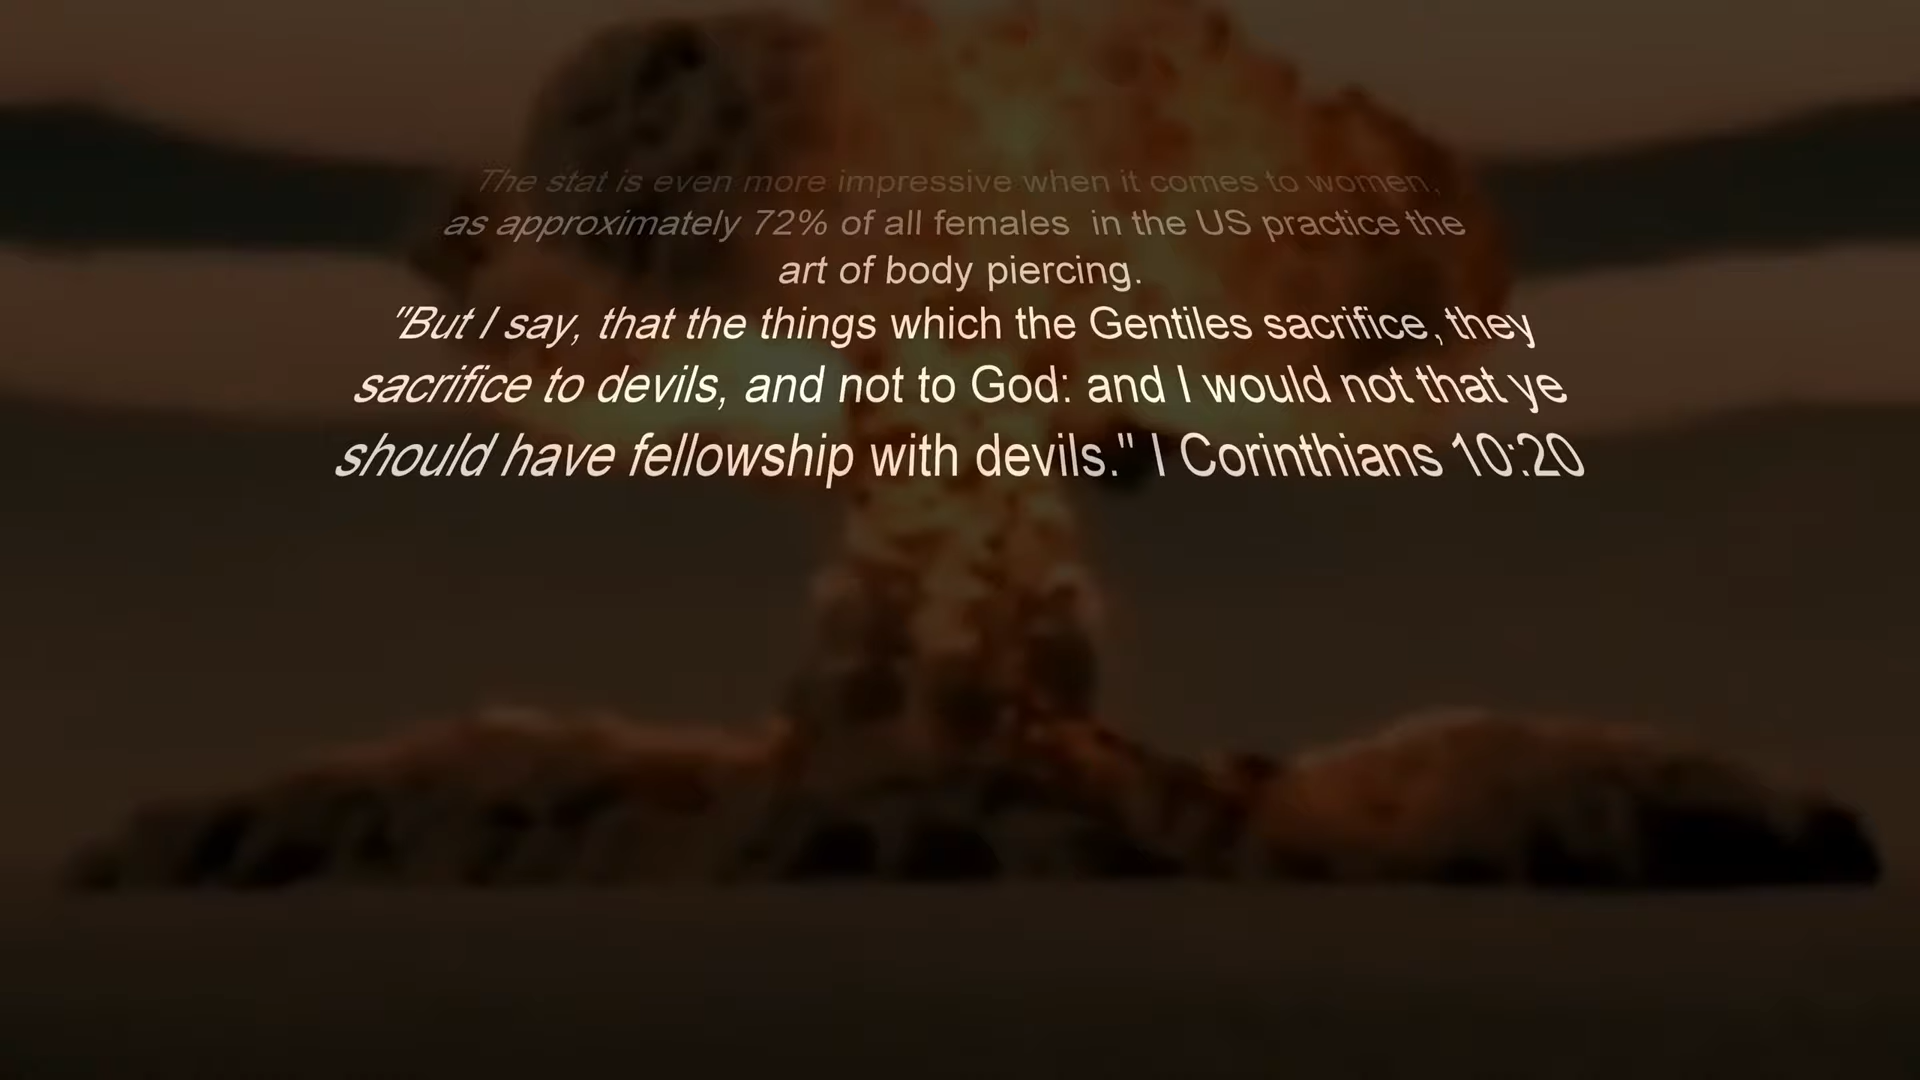 The stat is even more impressive when it comes to women,
as approximately 72% of all females in the US practice the
art of body piercing.
"But I say, that the things which the Gentiles sacrifice, they
sacrifice to devils, and not to God: and I would not that ye
should have fellowship with devils." I Corinthians 10:20